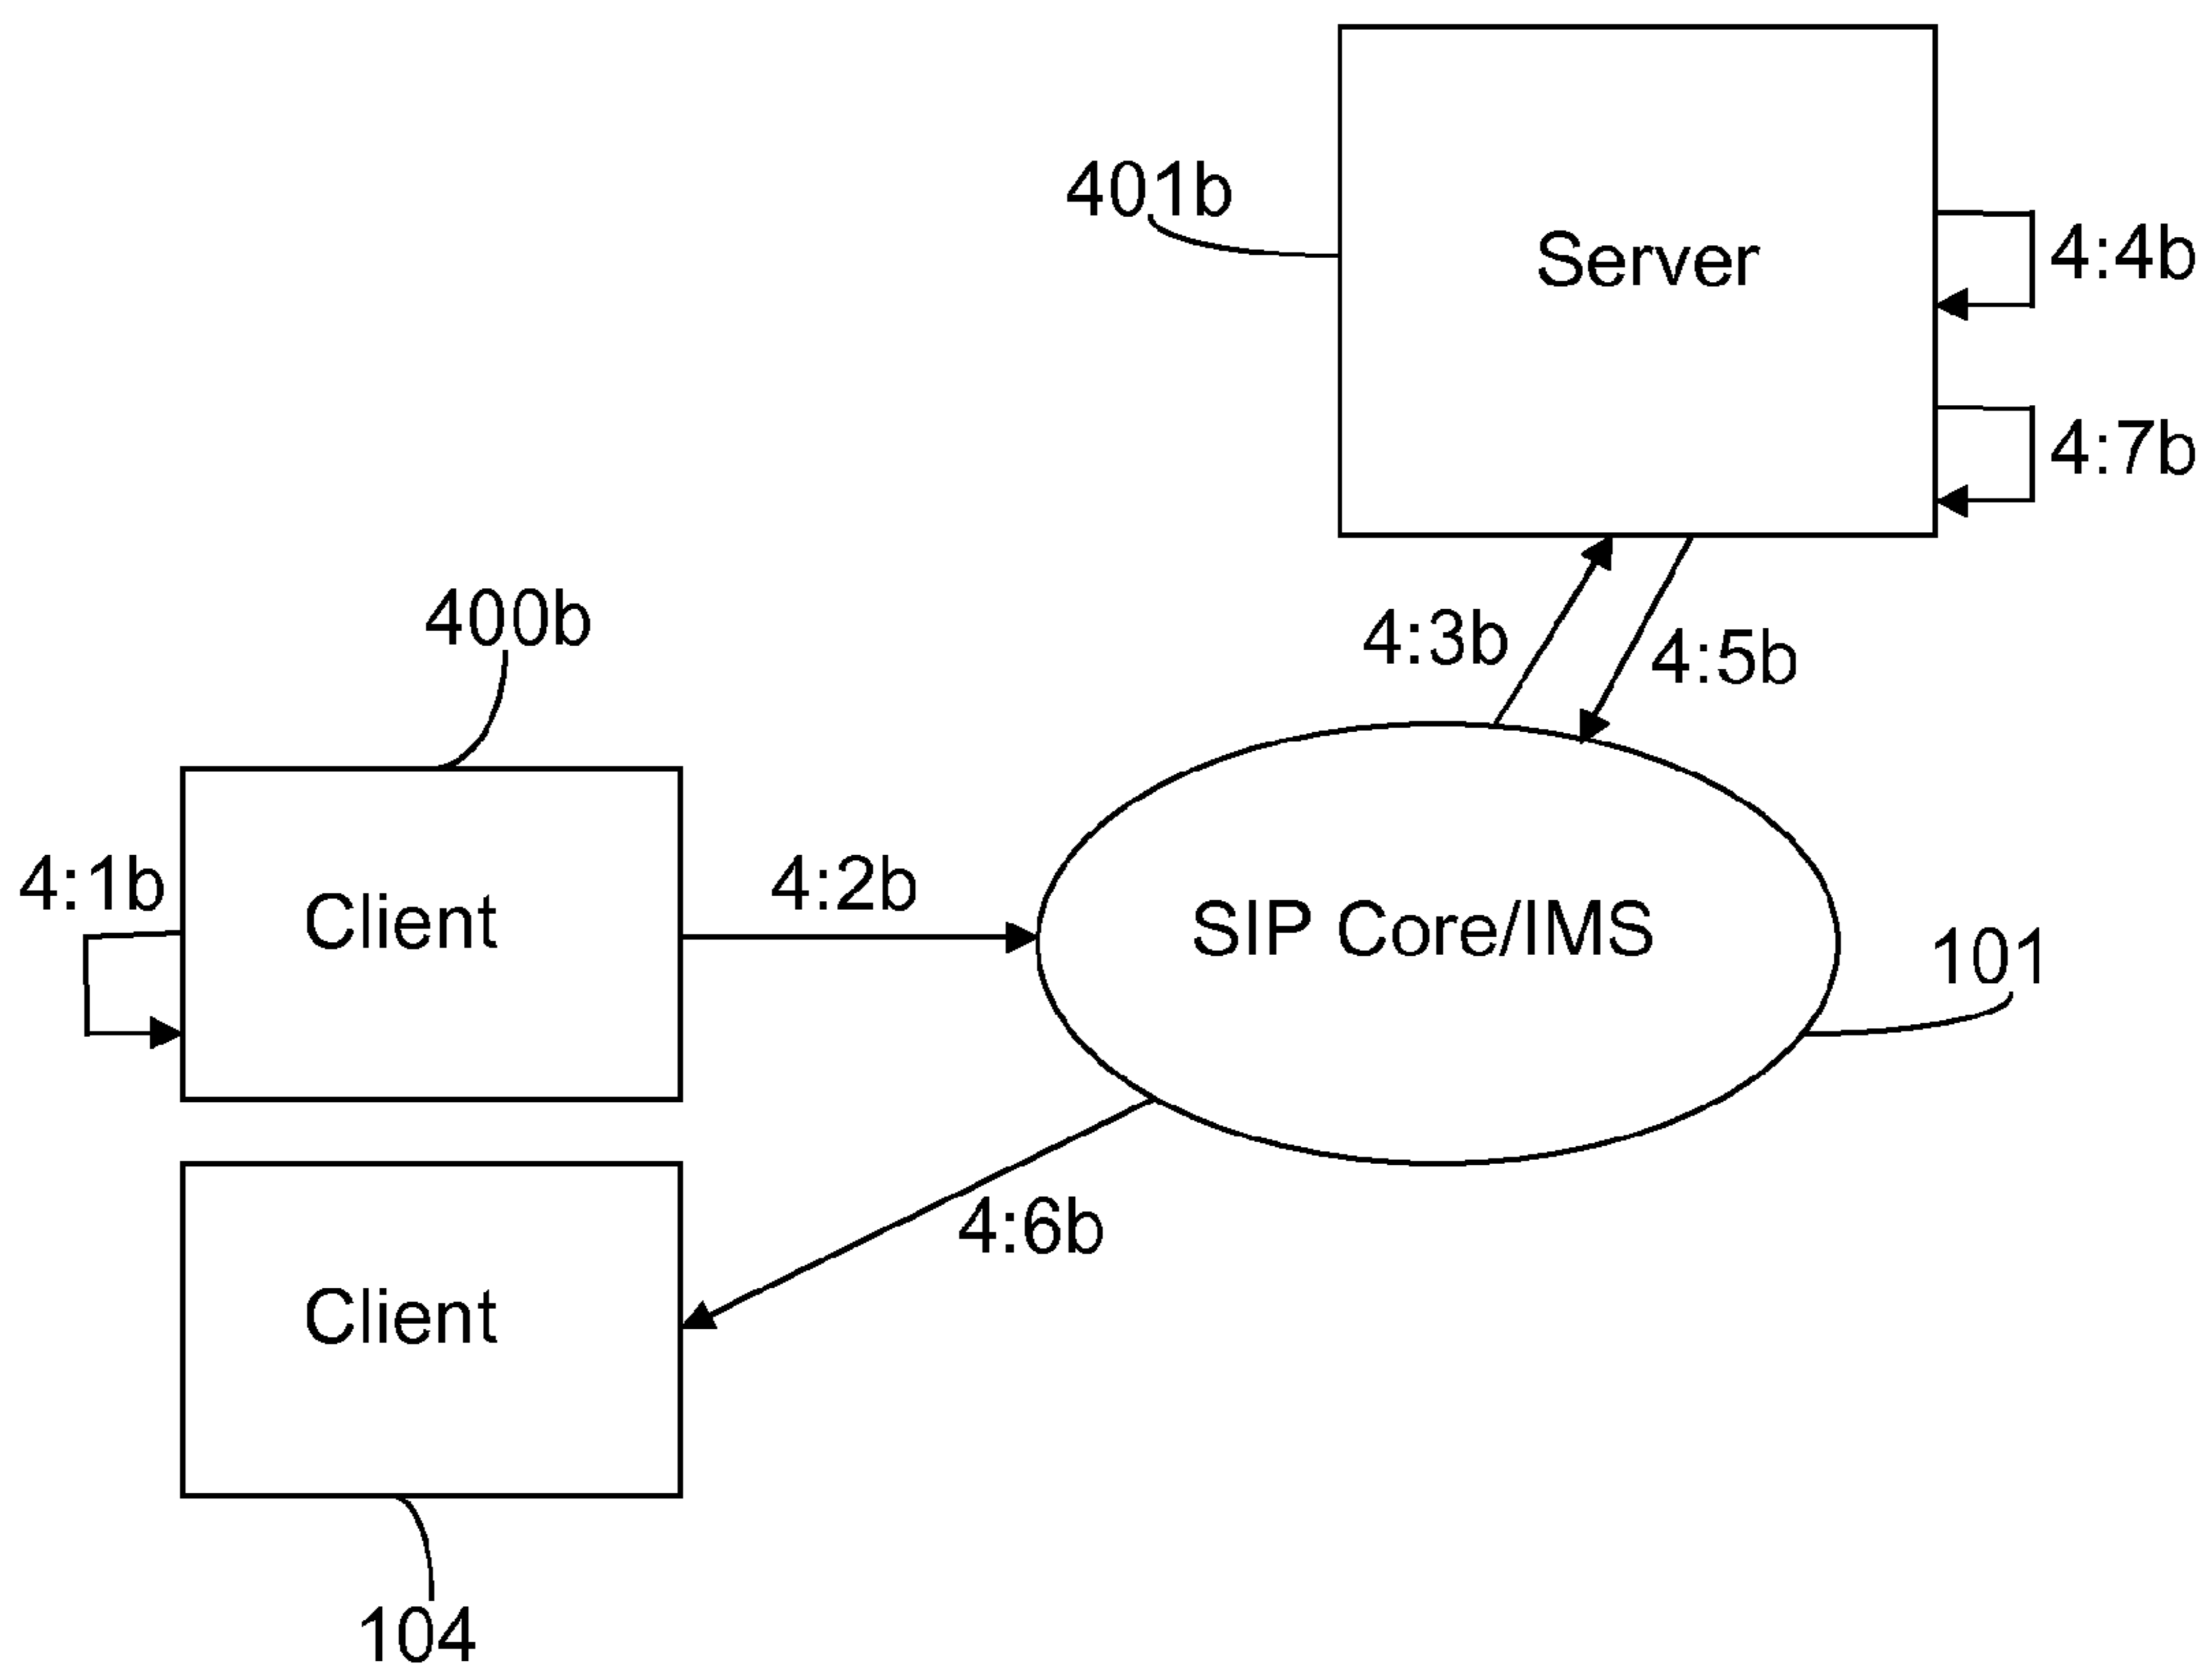 401b
Server
4:4b
4:7b
400b
4:3b
4:5b
4:1b
Client
4:2b
SIP Core/IMS
101
4:6b
Client
104